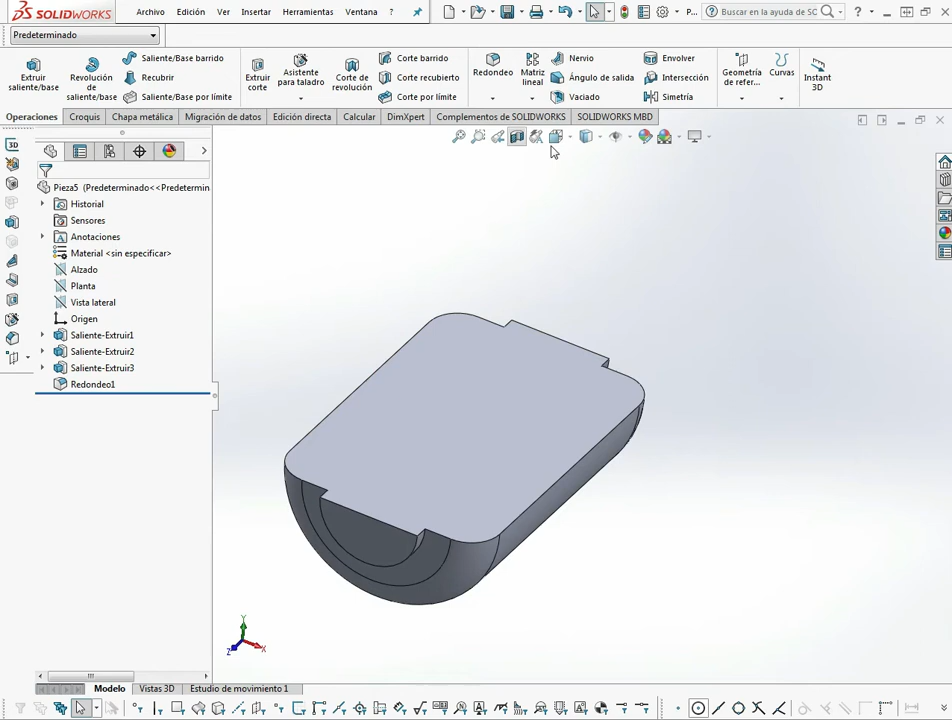 SOLIDWORKS
Archivo
Edición
Ver
Insertar
Herramientas
Ventana
?
P...
Buscar en la ayuda de SC
Predeterminado
Extruir saliente/base
Revolución de saliente/base
Saliente/Base barrido
Recubrir
Saliente/Base por límite
Extruir corte
Asistente para taladro
Corte de revolución
Corte barrido
Corte recubierto
Corte por límite
Redondeo
Matriz lineal
Nervio
Ángulo de salida
Vaciado
Envolver
Intersección
Simetría
Geometría de refer...
Curvas
Instant 3D
Operaciones
Croquis
Chapa metálica
Migración de datos
Edición directa
Calcular
DimXpert
Complementos de SOLIDWORKS
SOLIDWORKS MBD
Pieza5 (Predeterminado<<Predetermin
Historial
Sensores
Anotaciones
Material <sin especificar>
Alzado
Planta
Vista lateral
Origen
Saliente-Extruir1
Saliente-Extruir2
Saliente-Extruir3
Redondeo1
Y
Z
X
Modelo
Vistas 3D
Estudio de movimiento 1